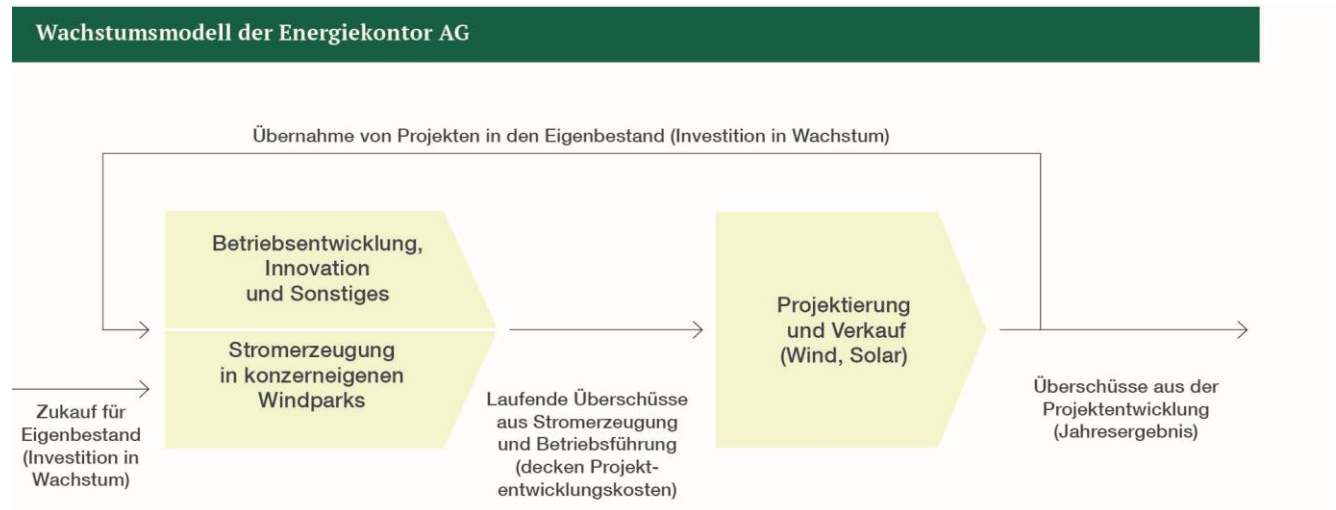 Wachstumsmodell der Energiekontor AG
Übernahme von Projekten in den Eigenbestand (Investition in Wachstum)
Betriebsentwicklung,
Innovation
und Sonstiges
Stromerzeugung
in konzerneigenen
Windparks
Zukauf für
Eigenbestand
(Investition in
Wachstum)
Laufende Überschüsse
aus Stromerzeugung
und Betriebsführung
(decken Projekt-
entwicklungskosten)
Projektierung
und Verkauf
(Wind, Solar)
Überschüsse aus der
Projektentwicklung
(Jahresergebnis)